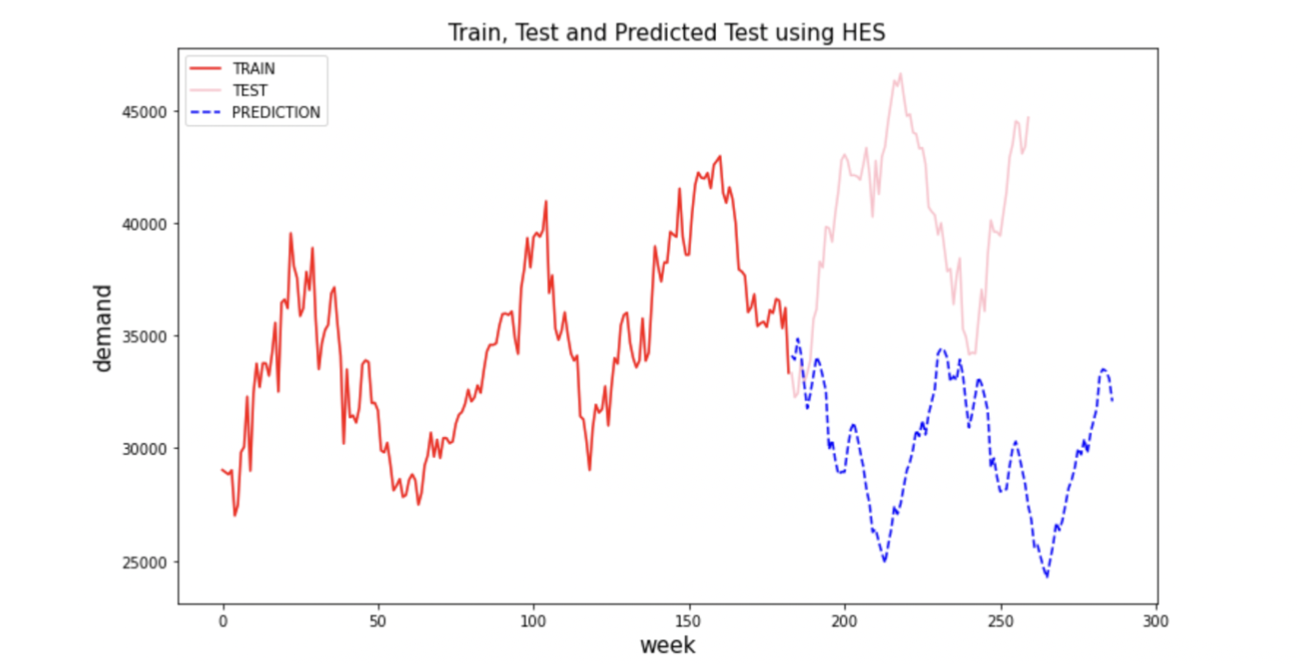 Train, Test and Predicted Test using HES
TRAIN
TEST
PREDICTION
45000
40000
35000
30000
25000
demand
0 50 100 150 200 250 300
week